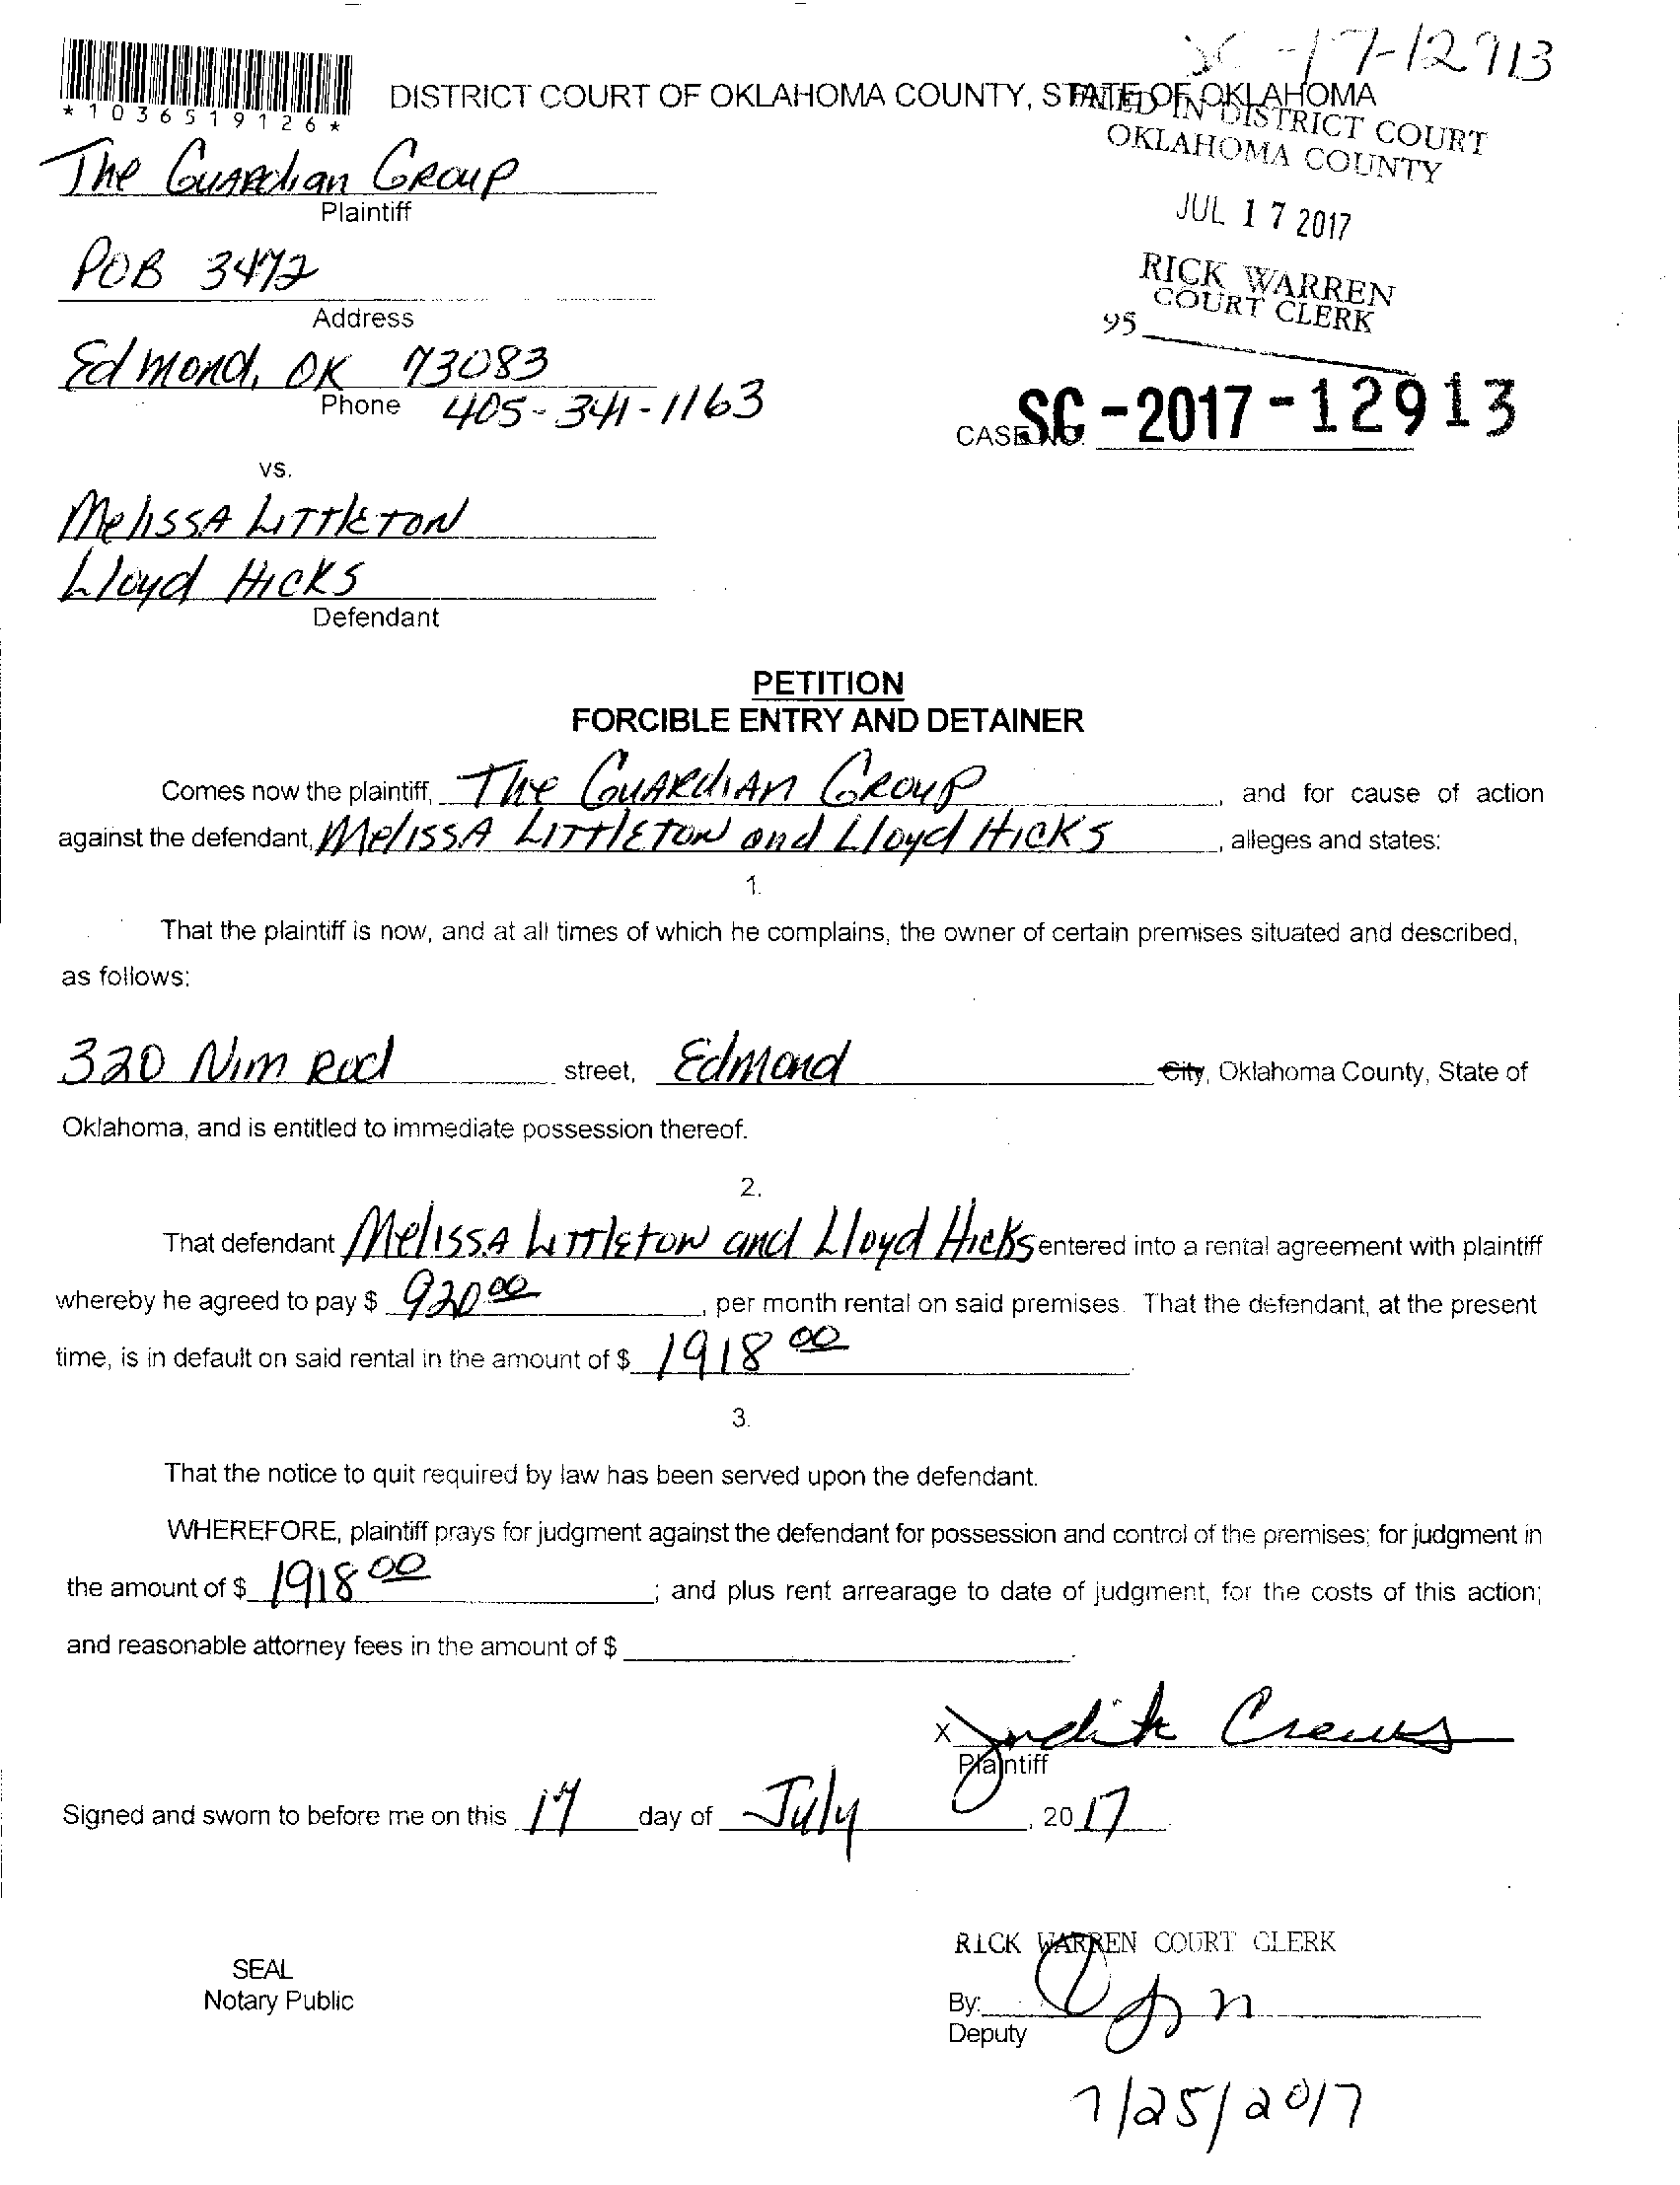 SC-17-12913
*1036519126*
DISTRICT COURT OF OKLAHOMA COUNTY, STATE OF OKLAHOMA
FILED IN DISTRICT COURT
OKLAHOMA COUNTY
The Guardian Group
Plaintiff
JUL 17 2017
POB 3472
Address
RICK WARREN
COURT CLERK
95
Edmond, OK 73083
Phone 405-341-1163
CASE NO. SC-2017-12913
vs.
Melissa Littleton
Lloyd Hicks
Defendant
PETITION
FORCIBLE ENTRY AND DETAINER
Comes now the plaintiff, The Guardian Group, and for cause of action
against the defendant, Melissa Littleton and Lloyd Hicks, alleges and states:
1.
That the plaintiff is now, and at all times of which he complains, the owner of certain premises situated and described,
as follows:
320 Nim Rod street, Edmond City, Oklahoma County, State of
Oklahoma, and is entitled to immediate possession thereof.
2.
That defendant Melissa Littleton and Lloyd Hicks entered into a rental agreement with plaintiff
whereby he agreed to pay $ 920 00, per month rental on said premises. That the defendant, at the present
time, is in default on said rental in the amount of $ 1918 00.
3.
That the notice to quit required by law has been served upon the defendant.
WHEREFORE, plaintiff prays for judgment against the defendant for possession and control of the premises; for judgment in
the amount of $ 1918 00; and plus rent arrearage to date of judgment, for the costs of this action;
and reasonable attorney fees in the amount of $ .
X Judith Crews
Plaintiff
Signed and sworn to before me on this 17 day of July, 2017.
RICK WARREN COURT CLERK
SEAL
Notary Public
By:
Deputy
7/25/2017